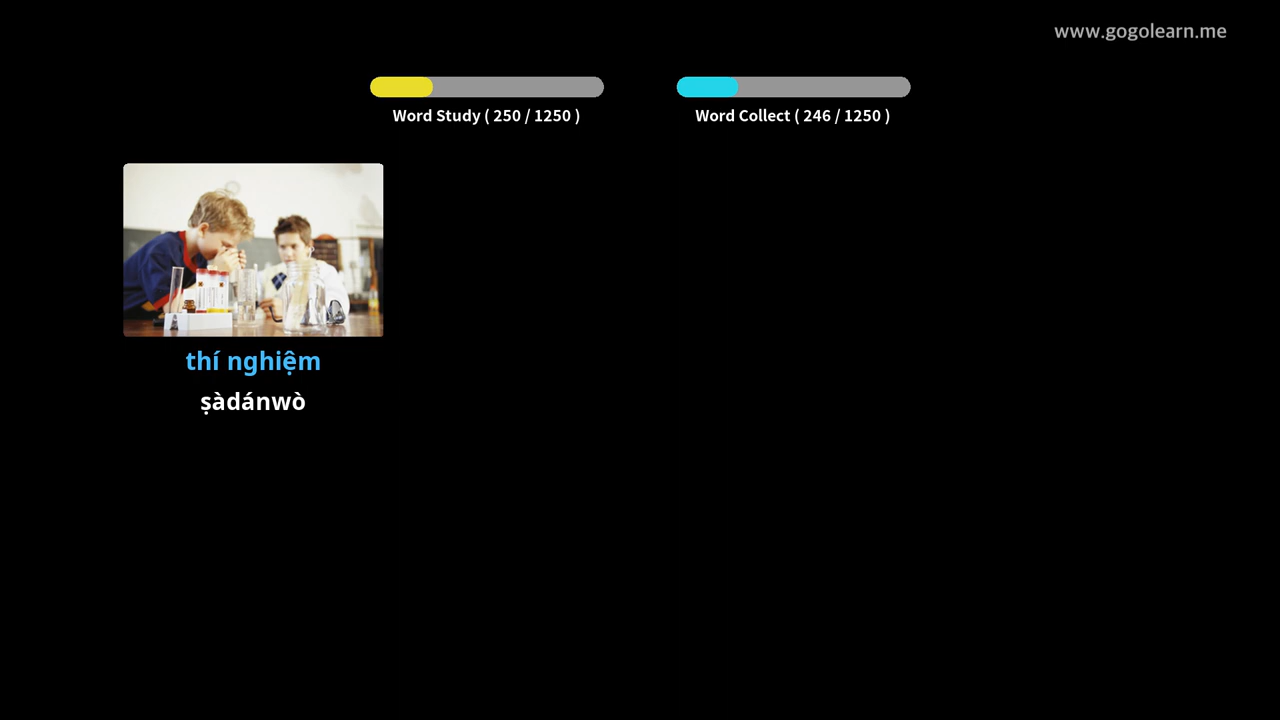 www.gogolearn.me
Word Study ( 250 / 1250 )
Word Collect ( 246 / 1250 )
thí nghiệm
ṣàdánwò